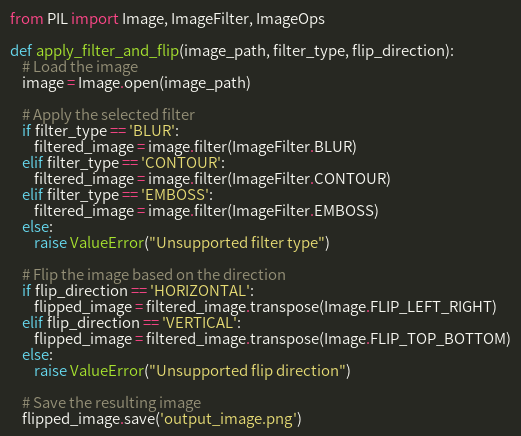 from PIL import Image, ImageFilter, ImageOps

def apply_filter_and_flip(image_path, filter_type, flip_direction):
    # Load the image
    image = Image.open(image_path)

    # Apply the selected filter
    if filter_type == 'BLUR':
        filtered_image = image.filter(ImageFilter.BLUR)
    elif filter_type == 'CONTOUR':
        filtered_image = image.filter(ImageFilter.CONTOUR)
    elif filter_type == 'EMBOSS':
        filtered_image = image.filter(ImageFilter.EMBOSS)
    else:
        raise ValueError("Unsupported filter type")

    # Flip the image based on the direction
    if flip_direction == 'HORIZONTAL':
        flipped_image = filtered_image.transpose(Image.FLIP_LEFT_RIGHT)
    elif flip_direction == 'VERTICAL':
        flipped_image = filtered_image.transpose(Image.FLIP_TOP_BOTTOM)
    else:
        raise ValueError("Unsupported flip direction")

    # Save the resulting image
    flipped_image.save('output_image.png')